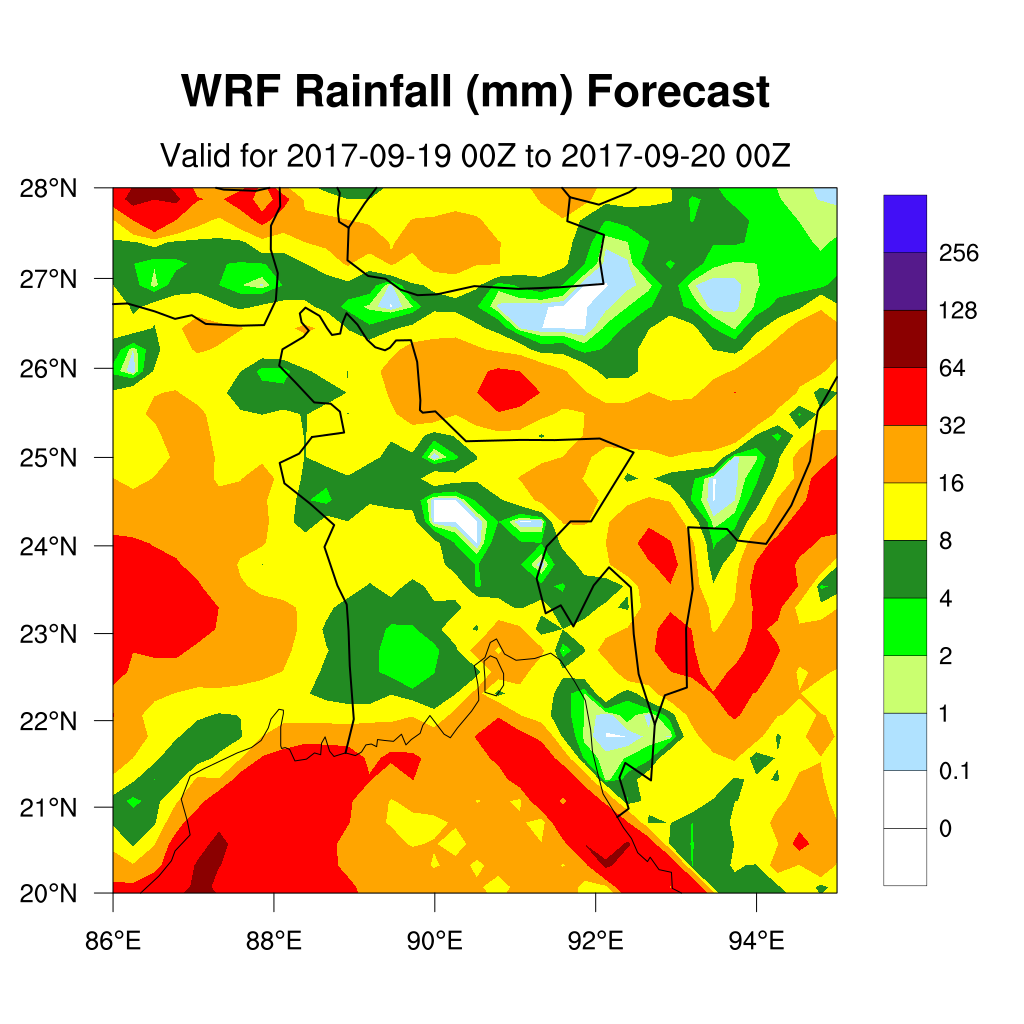 WRF Rainfall (mm) Forecast
Valid for 2017-09-19 00Z to 2017-09-20 00Z
28°N
27°N
26°N
25°N
24°N
23°N
22°N
21°N
20°N
86°E 88°E 90°E 92°E 94°E
256
128
64
32
16
8
4
2
1
0.1
0